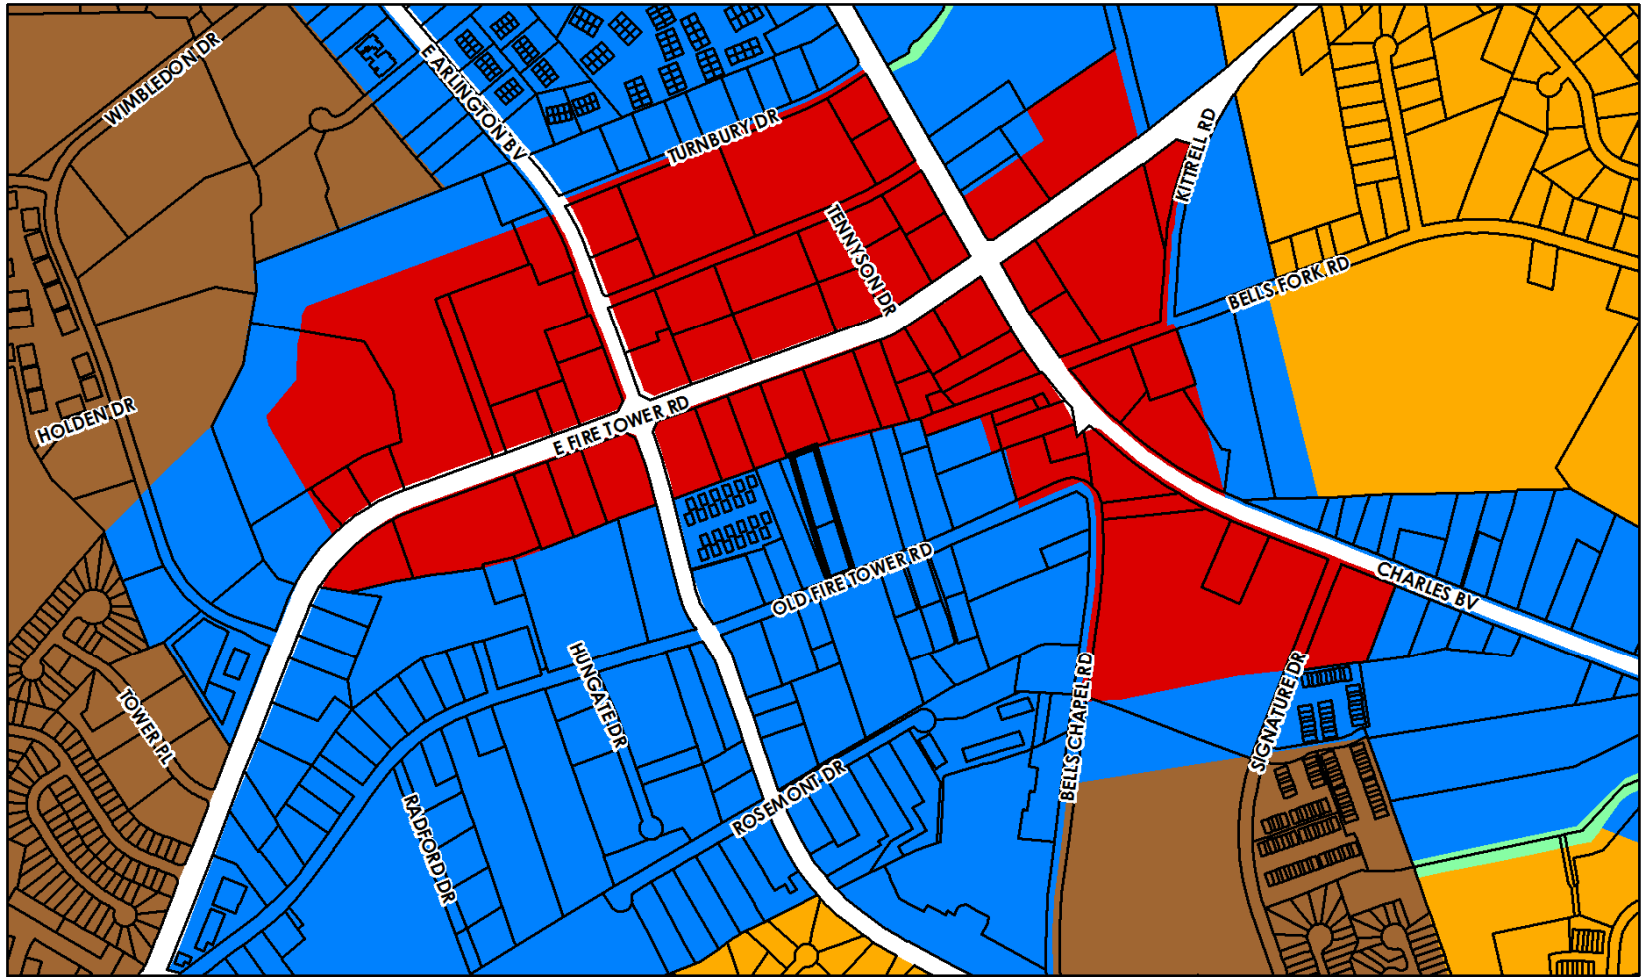 WIMBLEDON DR
E ARLINGTON BV
TURNBURY DR
KITTRELL RD
TENNYSON DR
BELLS FORK RD
HOLDEN DR
E FIRE TOWER RD
OLD FIRE TOWER RD
CHARLES BV
HUNGATE DR
TOWER PL
BELLS CHAPEL RD
SIGNATURE DR
ROSEMONT DR
RADFORD DR